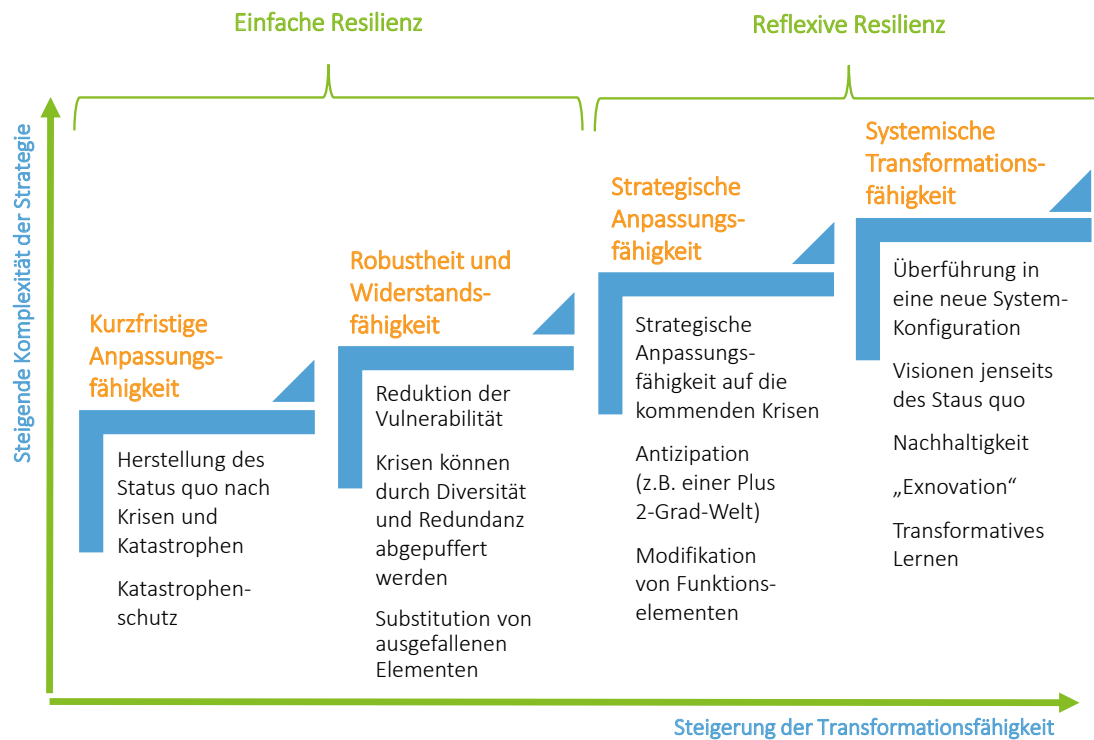 Einfache Resilienz
Reflexive Resilienz
Steigende Komplexität der Strategie
Kurzfristige
Anpassungs-
fähigkeit
Herstellung des
Status quo nach
Krisen und
Katastrophen
Katastrophen-
schutz
Robustheit und
Widerstands-
fähigkeit
Reduktion der
Vulnerabilität
Krisen können
durch Diversität
und Redundanz
abgepuffert
werden
Substitution von
ausgefallenen
Elementen
Strategische
Anpassungs-
fähigkeit
Strategische
Anpassungs-
fähigkeit auf die
kommenden Krisen
Antizipation
(z.B. einer Plus
2-Grad-Welt)
Modifikation
von Funktions-
elementen
Systemische
Transformations-
fähigkeit
Überführung in
eine neue System-
Konfiguration
Visionen jenseits
des Staus quo
Nachhaltigkeit
„Exnovation“
Transformatives
Lernen
Steigerung der Transformationsfähigkeit